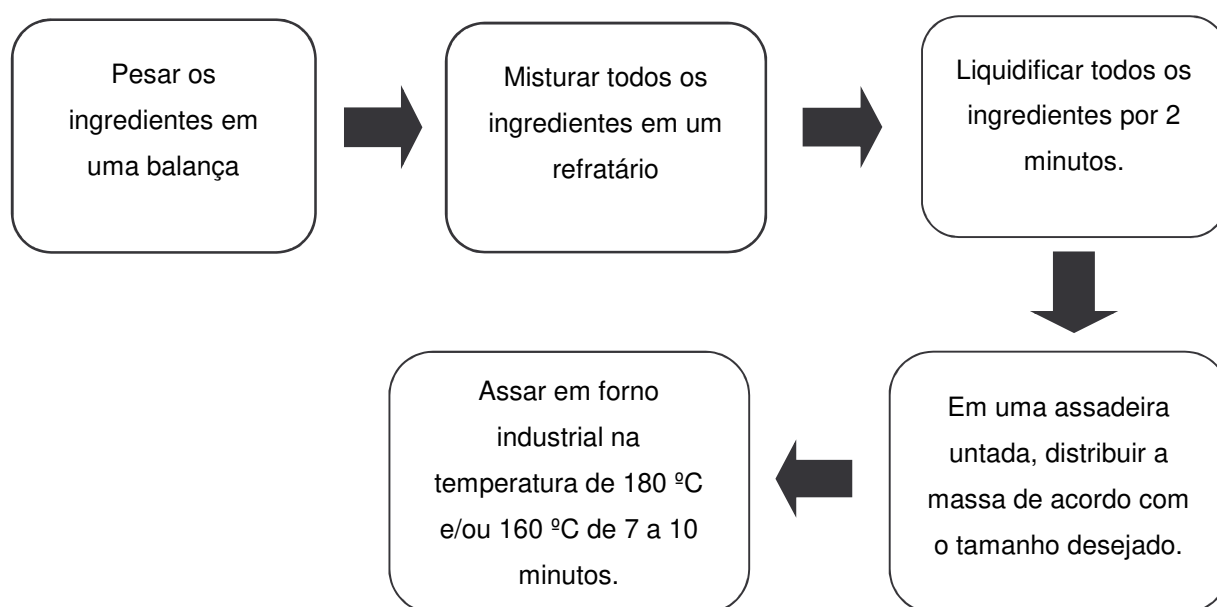 Pesar os
ingredientes em
uma balança
Misturar todos os
ingredientes em um
refratário
Liquidificar todos os
ingredientes por 2
minutos.
Em uma assadeira
untada, distribuir a
massa de acordo com
o tamanho desejado.
Assar em forno
industrial na
temperatura de 180 ºC
e/ou 160 ºC de 7 a 10
minutos.